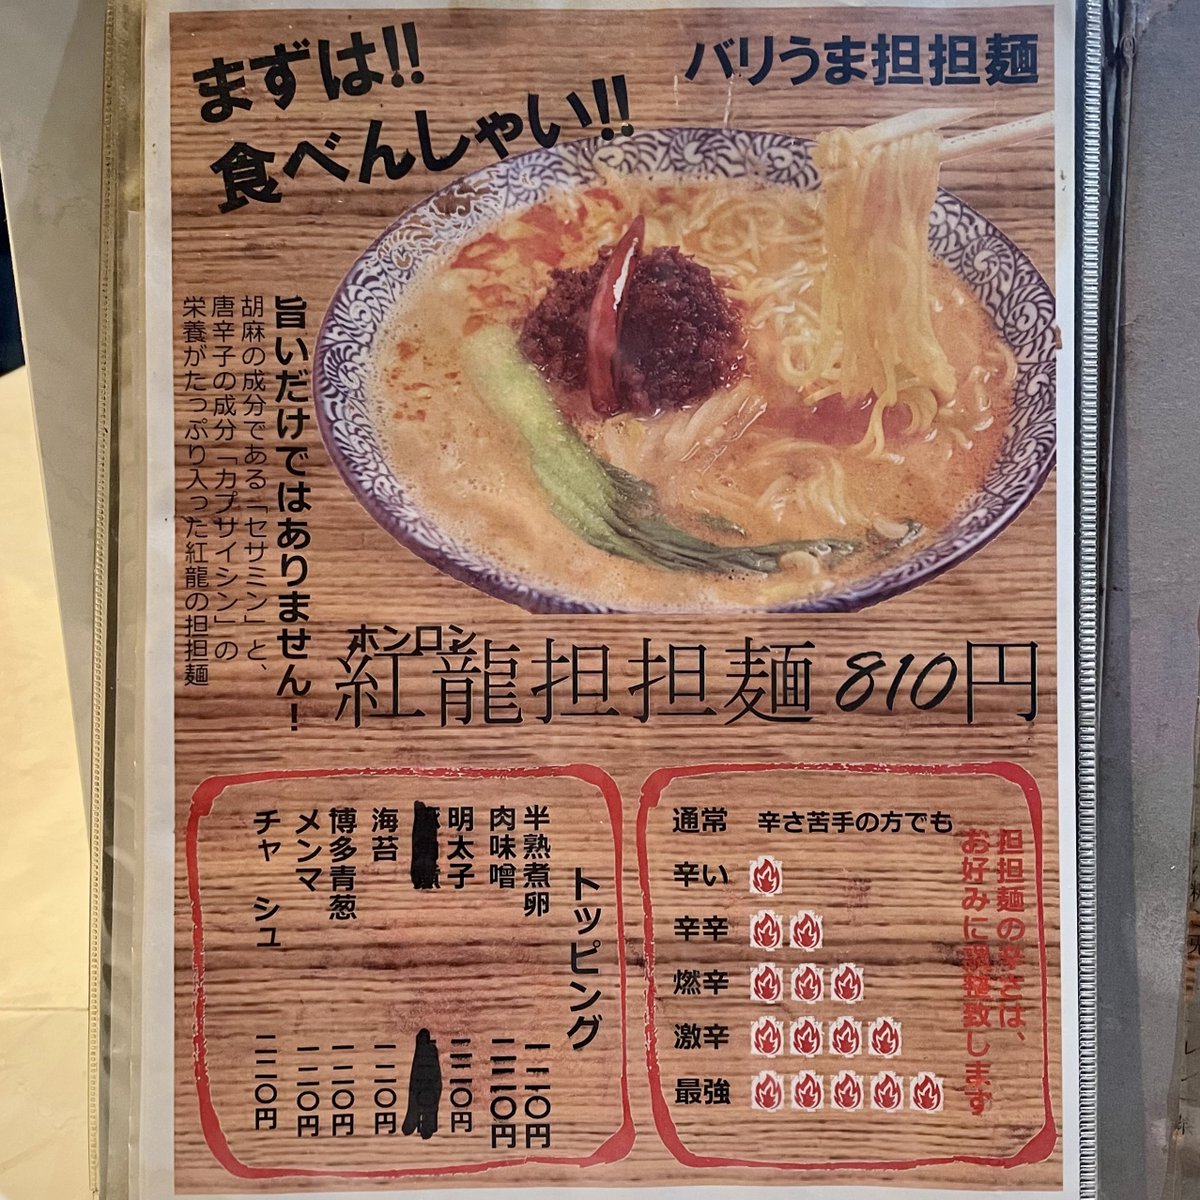 まずは!!
食べんしゃい!!
バリうま担担麺
旨いだけではありません!
胡麻の成分である「セサミン」と、
唐辛子の成分「カプサイシン」の
栄養がたっぷり入った紅龍の担担麺
ホンロン
紅龍担担麺 810円
トッピング
半熟煮卵 一一〇円
肉味噌 二二〇円
明太子 二二〇円
海苔 一一〇円
博多青葱 一一〇円
メンマ 一一〇円
チャ シュ 二二〇円
担担麺の辛さは、
お好みに調整致します
通常 辛さ苦手の方でも
辛い
辛辛
燃辛
激辛
最強